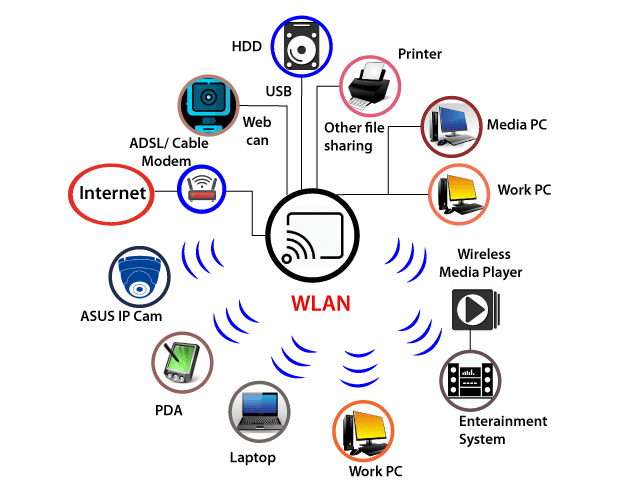 HDD
Printer
USB
Web
can
Other file
sharing
Media PC
ADSL/ Cable
Modem
Internet
Work PC
Wireless
Media Player
WLAN
ASUS IP Cam
PDA
Enterainment
System
Laptop
Work PC